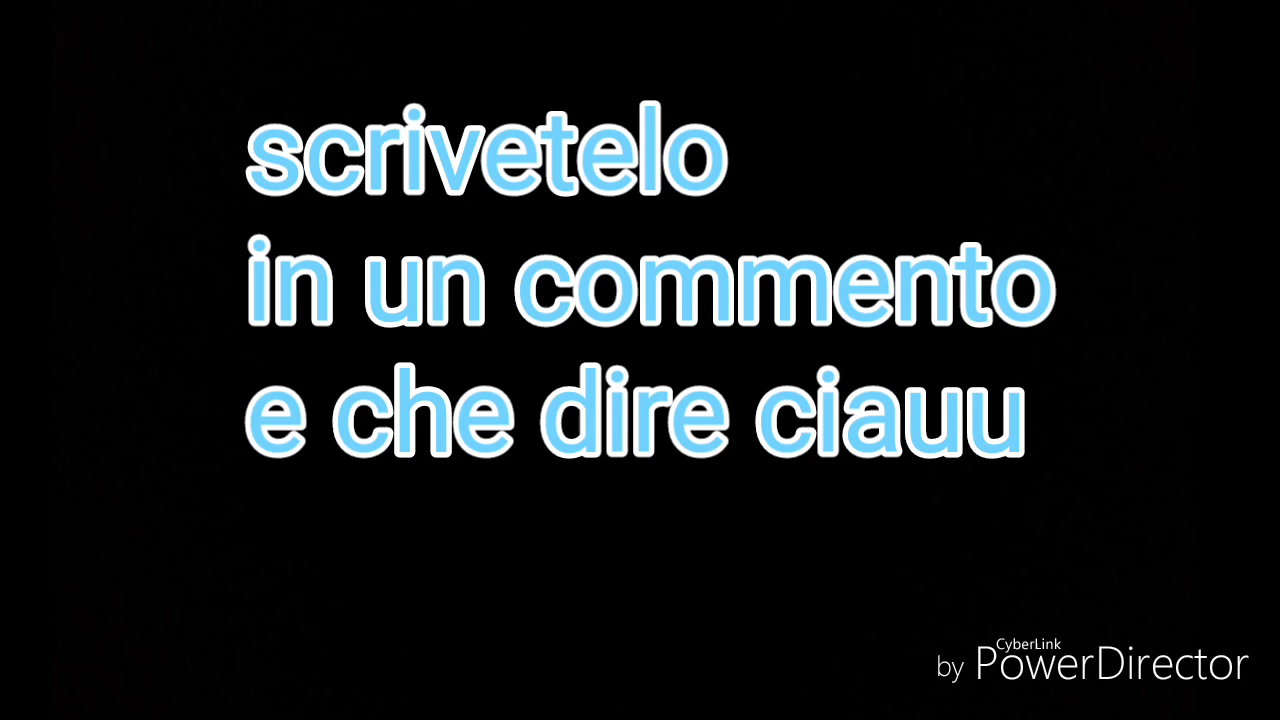 scrivetelo
in un commento
e che dire ciauu
CyberLink
by PowerDirector